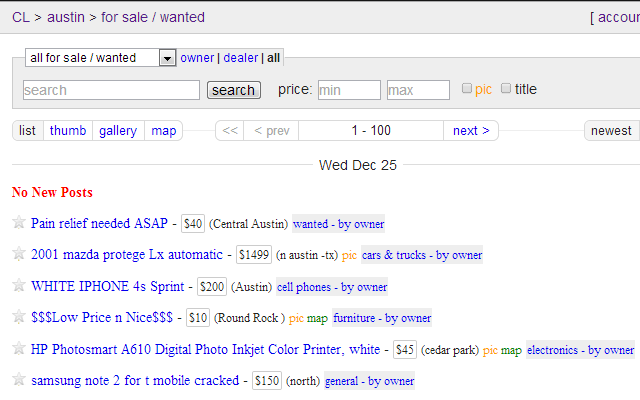 CL > austin > for sale / wanted [ accour
all for sale / wanted owner | dealer | all
search search price: min max pic title
list thumb gallery map << < prev 1 - 100 next > newest
Wed Dec 25
No New Posts
Pain relief needed ASAP - $40 (Central Austin) wanted - by owner
2001 mazda protege Lx automatic - $1499 (n austin -tx) pic cars & trucks - by owner
WHITE IPHONE 4s Sprint - $200 (Austin) cell phones - by owner
$$$Low Price n Nice$$$ - $10 (Round Rock ) pic map furniture - by owner
HP Photosmart A610 Digital Photo Inkjet Color Printer, white - $45 (cedar park) pic map electronics - by owner
samsung note 2 for t mobile cracked - $150 (north) general - by owner